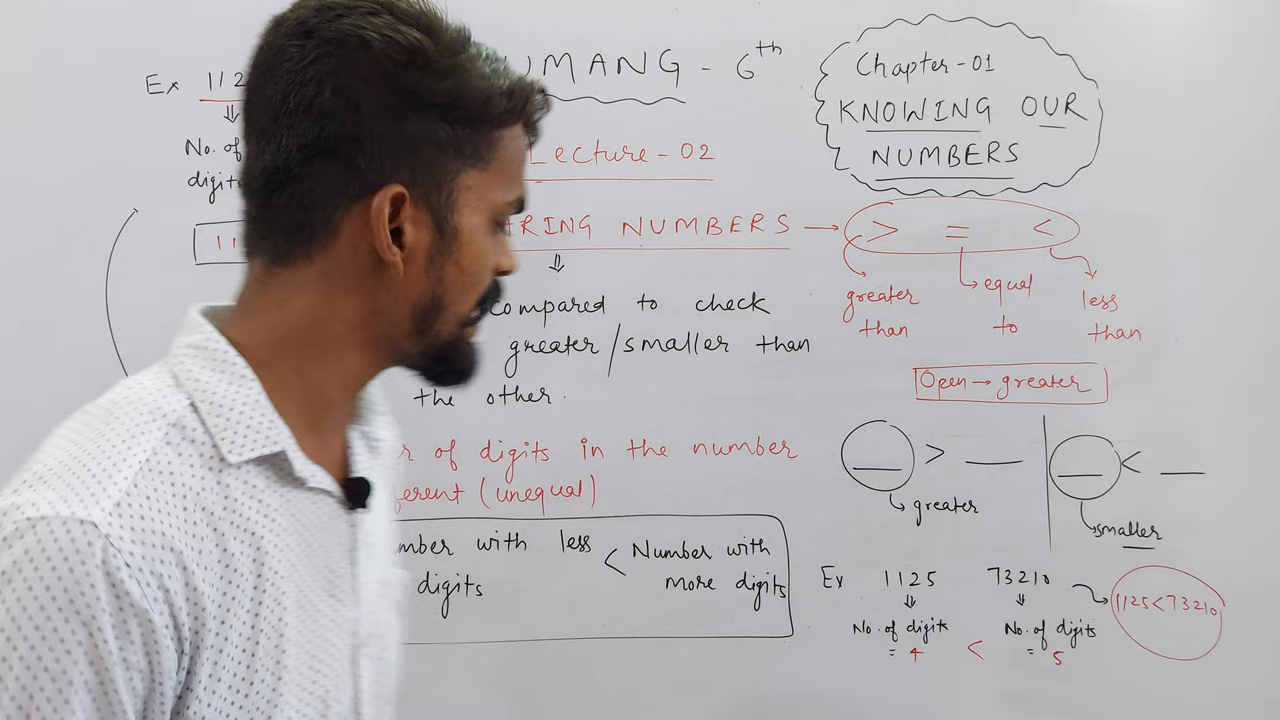 Ex 112
No. of
digits
11
UMANG - 6th
Lecture-02
ARING NUMBERS → > = <
Chapter-01
KNOWING OUR
NUMBERS
greater
than
equal
to
less
than
compared to check
greater/smaller than
the other.
Open → greater
r of digits in the number
ferent (unequal)
> 
greater
<
smaller
mber with less < Number with
digits more digits
Ex 1125 73210
1125<73210
No. of digits No. of digits
= 4 < = 5